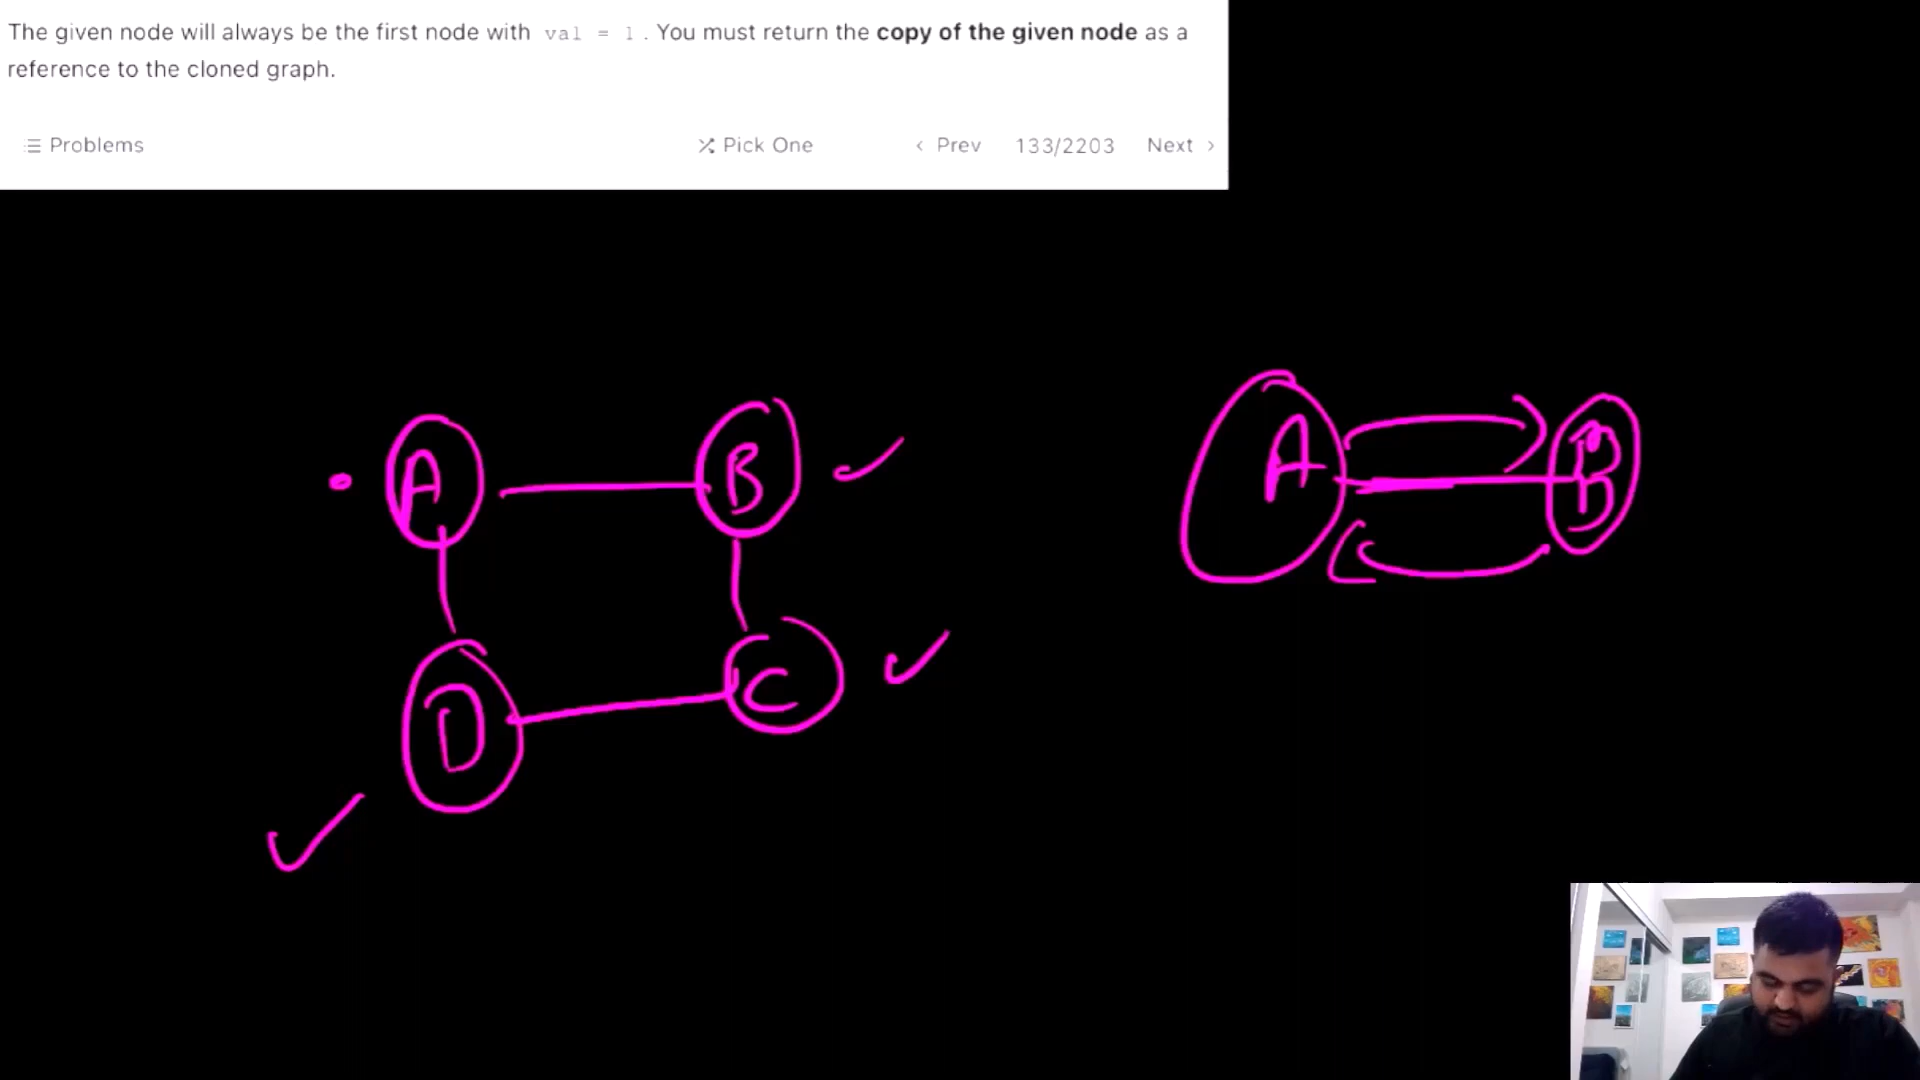 The given node will always be the first node with val = 1 . You must return the copy of the given node as a
reference to the cloned graph.
Problems Pick One Prev 133/2203 Next
A B A B
D C